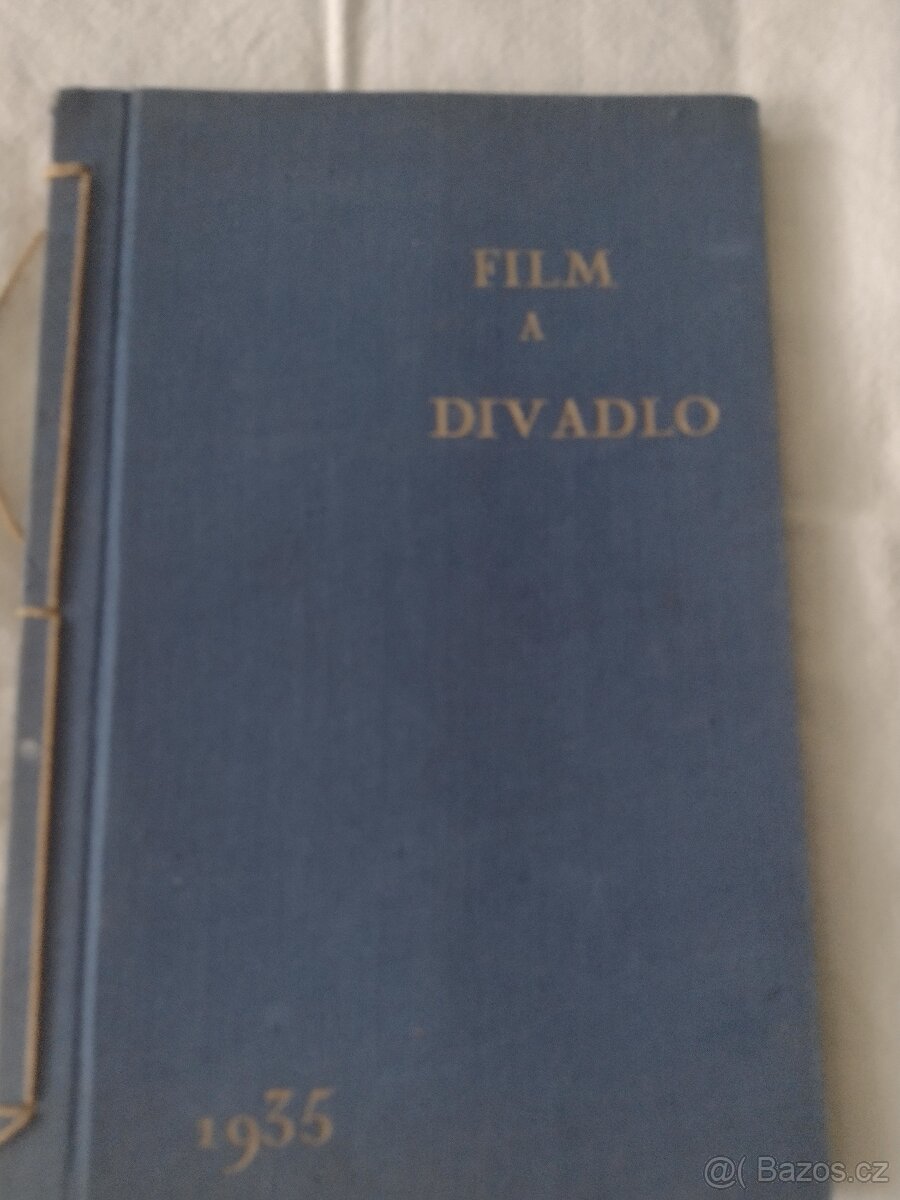 FILM
A
DIVADLO
1935
@( Bazos.cz